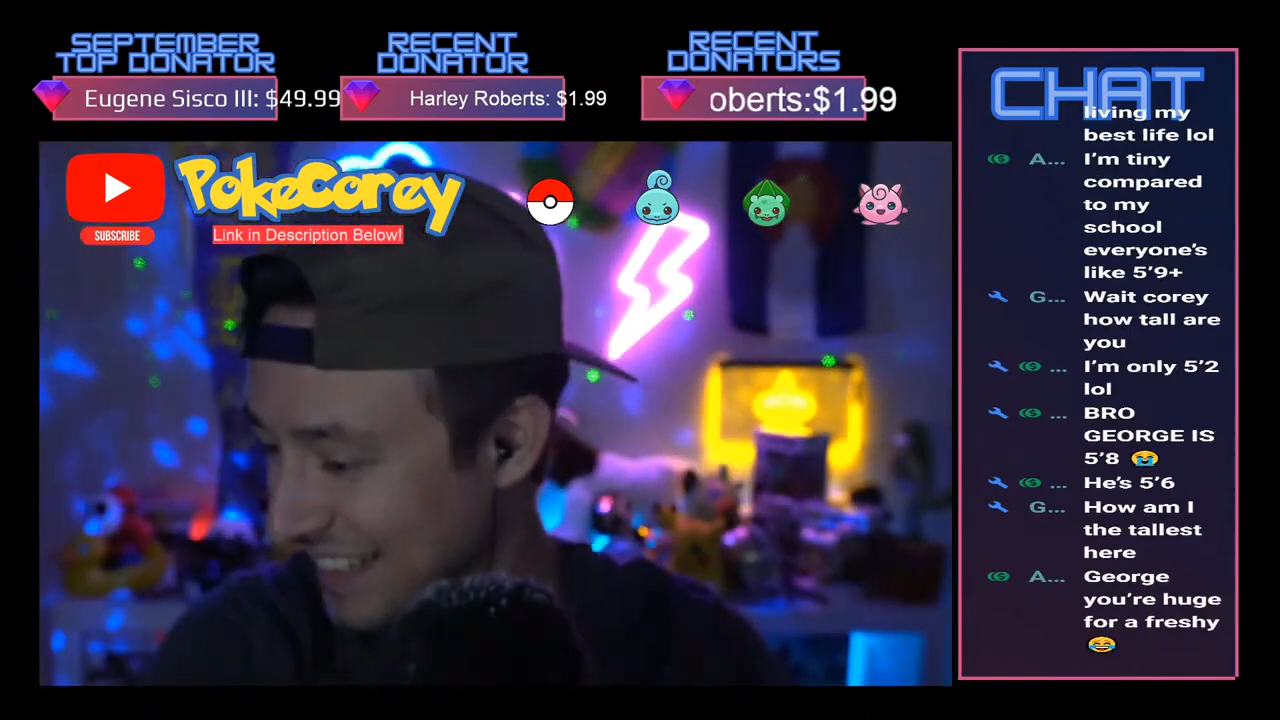 SEPTEMBER
TOP DONATOR
Eugene Sisco III: $49.99
RECENT
DONATOR
Harley Roberts: $1.99
RECENT
DONATORS
oberts:$1.99
SUBSCRIBE
PokeCorey
Link in Description Below!
CHAT
living my
best life lol
A... I’m tiny
compared
to my
school
everyone’s
like 5’9+
G... Wait corey
how tall are
you
... I’m only 5’2
lol
... BRO
GEORGE IS
5’8 😭
... He’s 5’6
G... How am I
the tallest
here
A... George
you’re huge
for a freshy
😂